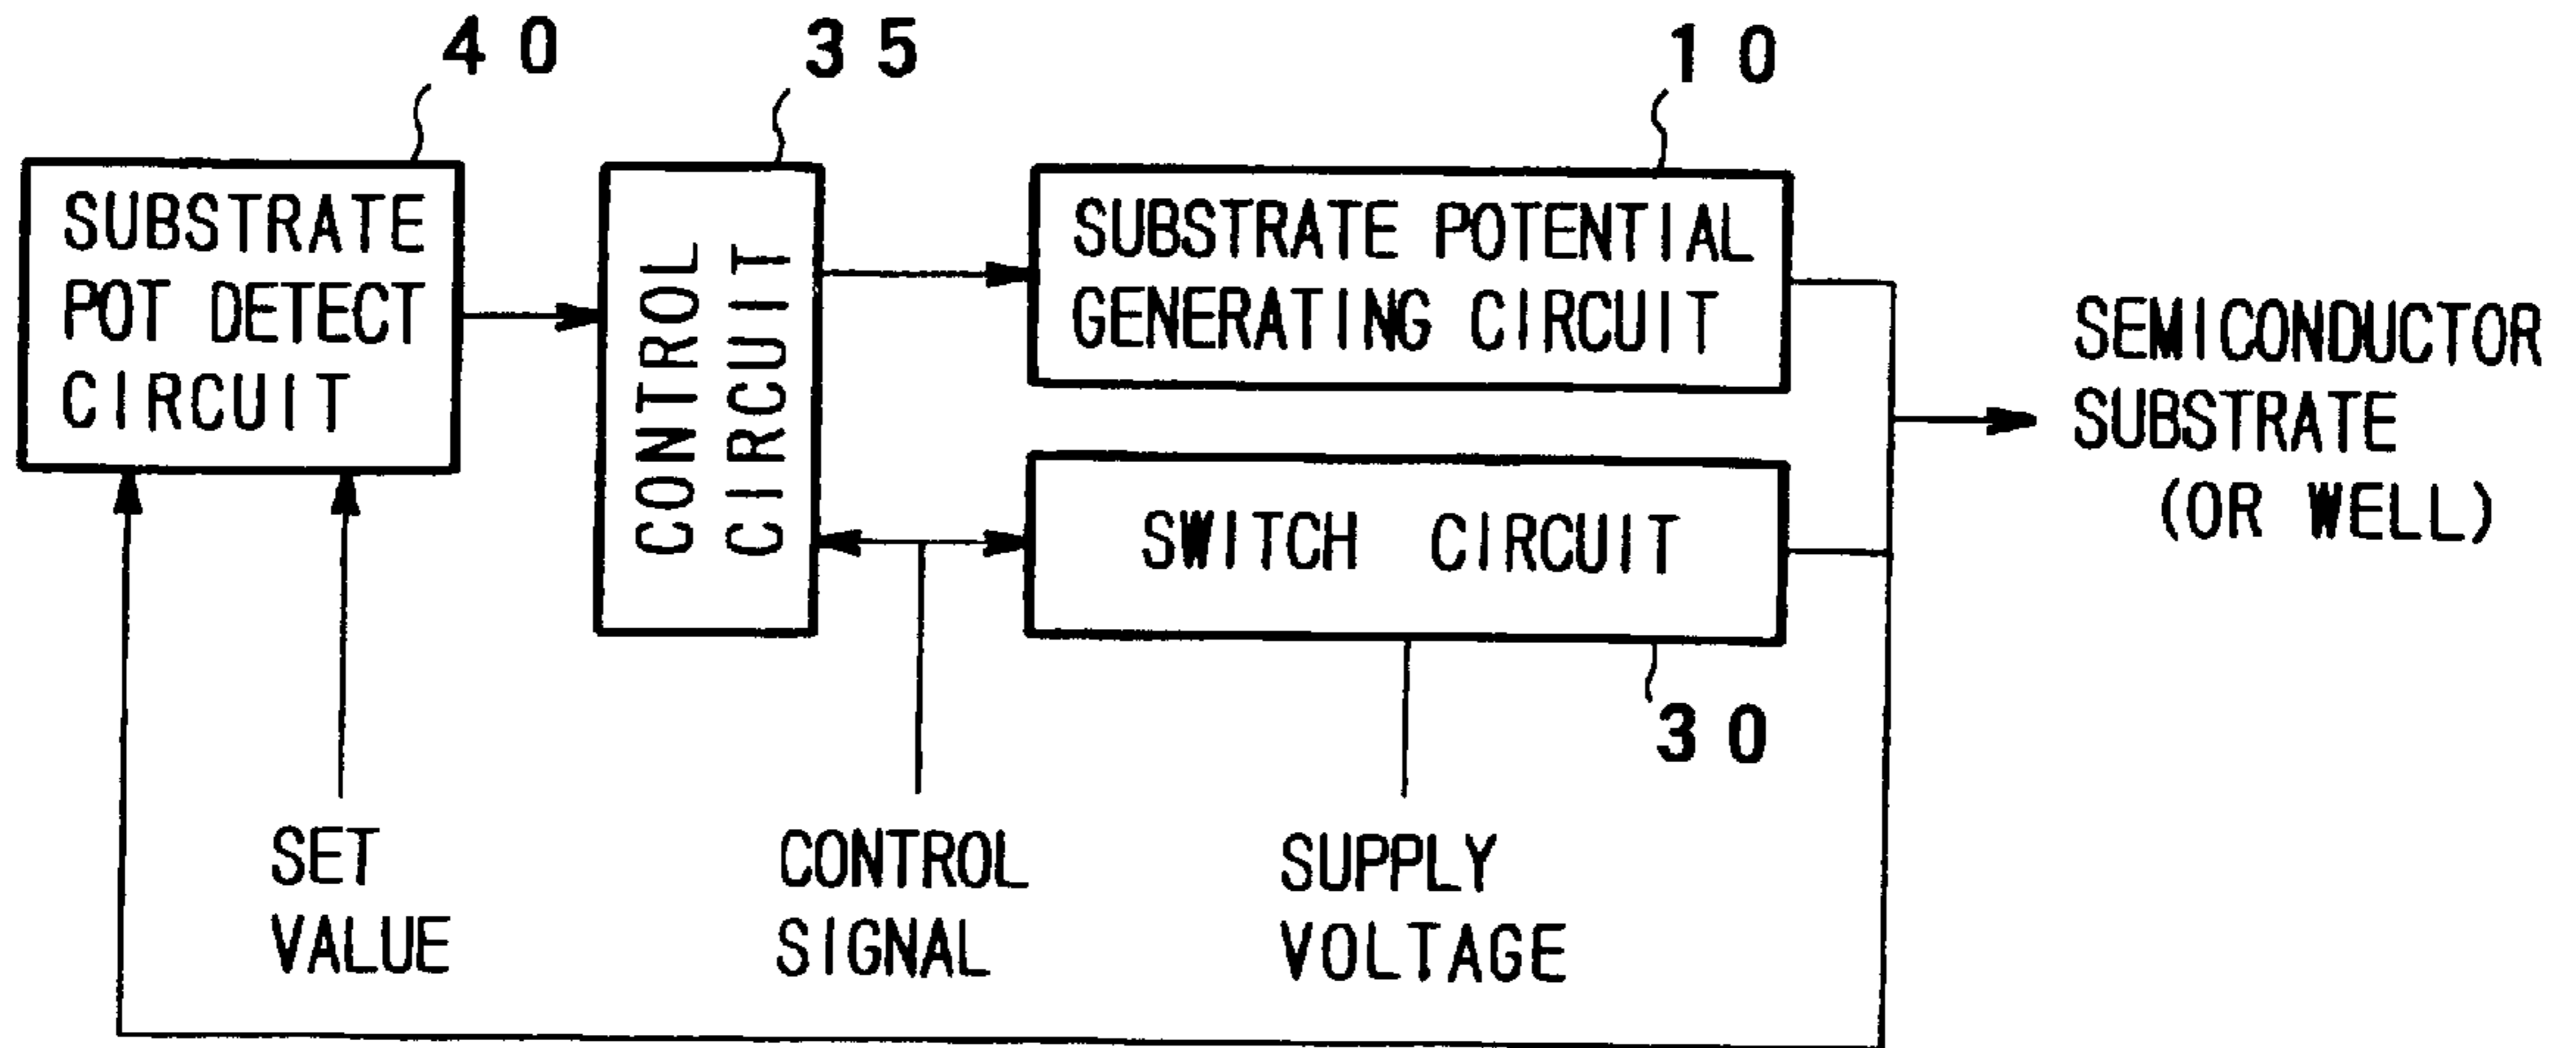 40
35
10
SUBSTRATE
POT DETECT
CIRCUIT
CONTROL
CIRCUIT
SUBSTRATE POTENTIAL
GENERATING CIRCUIT
SWITCH CIRCUIT
30
SEMICONDUCTOR
SUBSTRATE
(OR WELL)
SET
VALUE
CONTROL
SIGNAL
SUPPLY
VOLTAGE